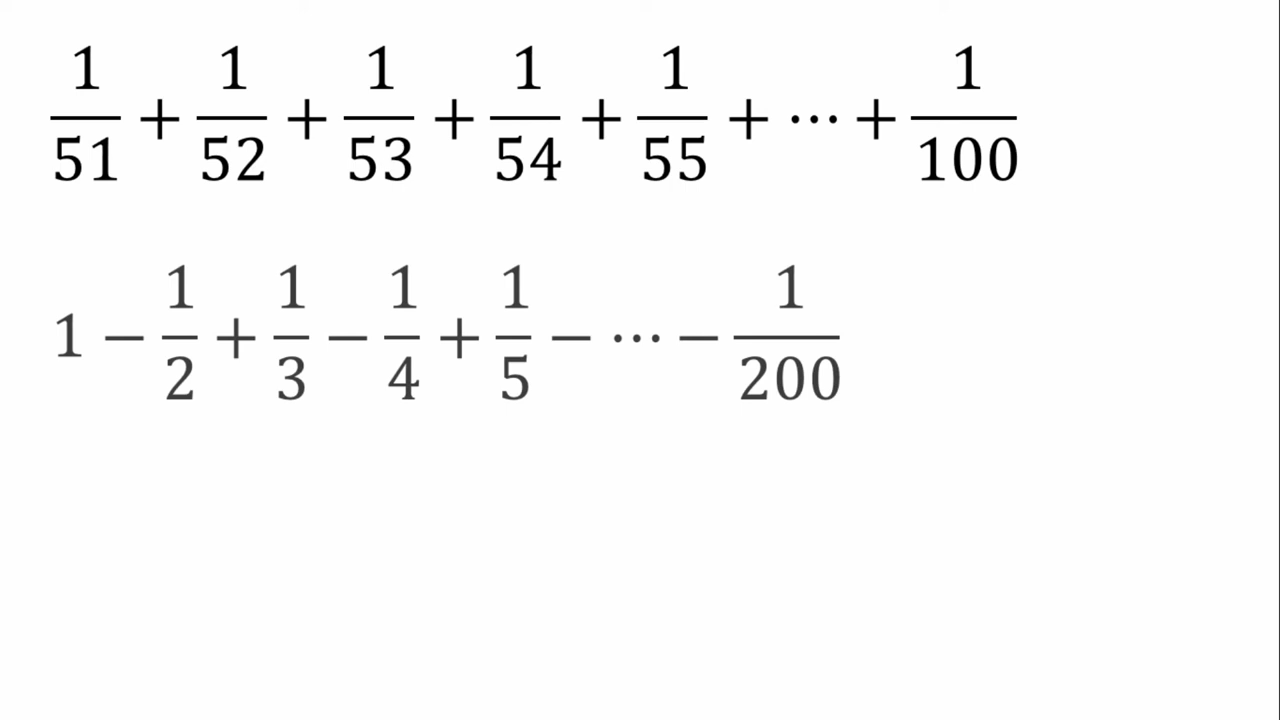 1/51 + 1/52 + 1/53 + 1/54 + 1/55 + ⋯ + 1/100
1 − 1/2 + 1/3 − 1/4 + 1/5 − ⋯ − 1/200